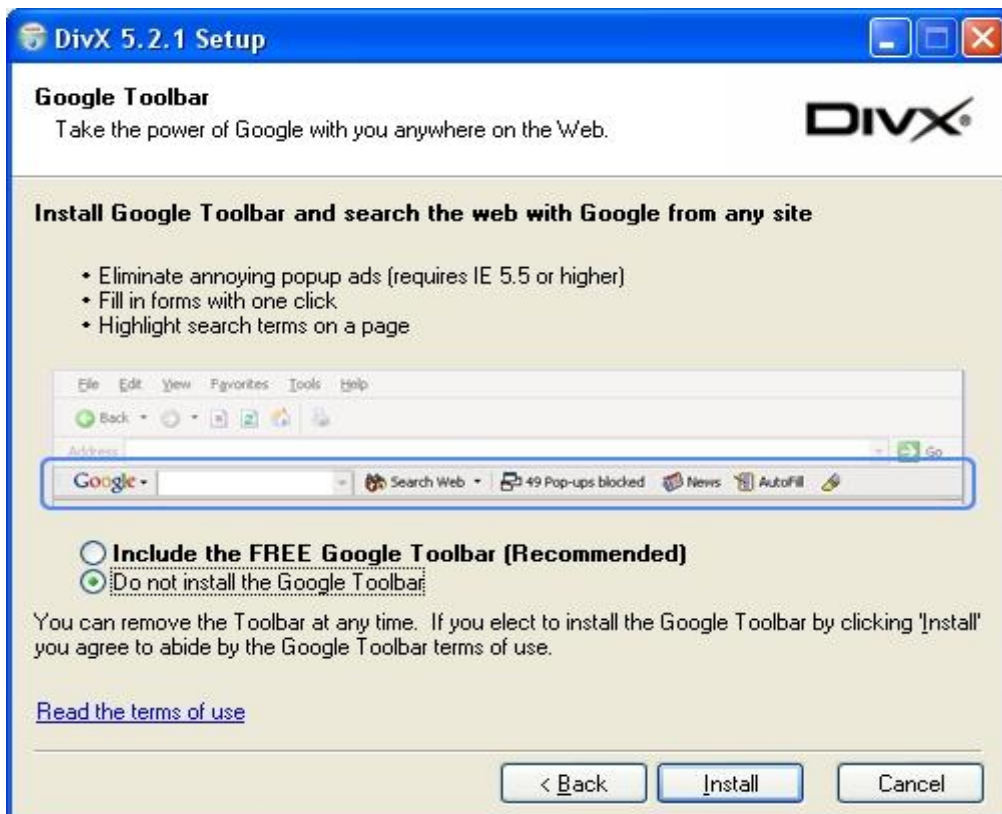 DivX 5.2.1 Setup
Google Toolbar
Take the power of Google with you anywhere on the Web.
DIVX®
Install Google Toolbar and search the web with Google from any site
• Eliminate annoying popup ads (requires IE 5.5 or higher)
• Fill in forms with one click
• Highlight search terms on a page
File Edit View Favorites Tools Help
Back
Address Go
Google Search Web 49 Pop-ups blocked News AutoFill
Include the FREE Google Toolbar (Recommended)
Do not install the Google Toolbar
You can remove the Toolbar at any time. If you elect to install the Google Toolbar by clicking 'Install'
you agree to abide by the Google Toolbar terms of use.
Read the terms of use
< Back Install Cancel